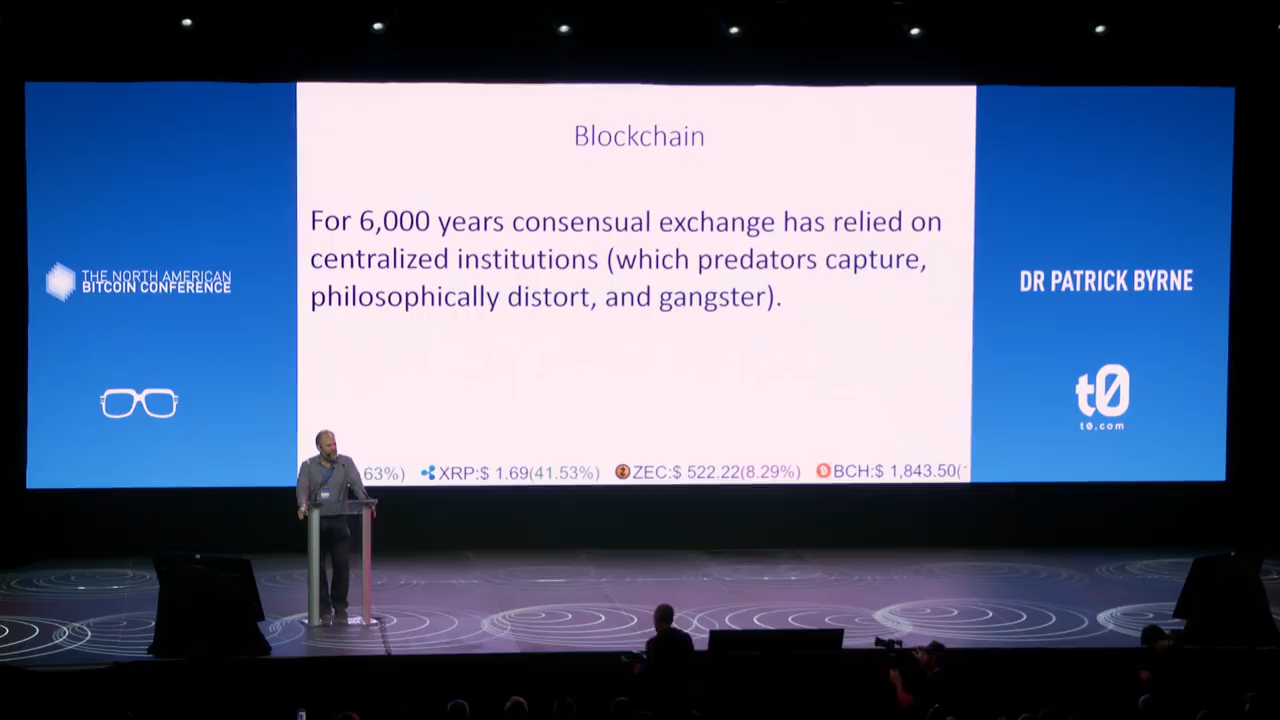 Blockchain
For 6,000 years consensual exchange has relied on
centralized institutions (which predators capture,
philosophically distort, and gangster).
THE NORTH AMERICAN
BITCOIN CONFERENCE
DR PATRICK BYRNE
t0
t0.com
63%) XRP:$ 1.69(41.53%) ZEC:$ 522.22(8.29%) BCH:$ 1,843.50(